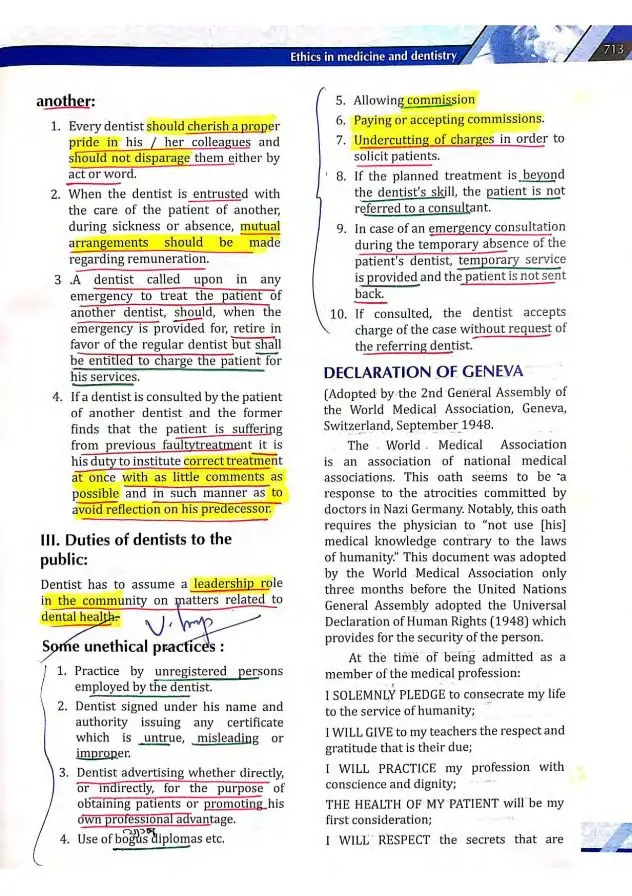 Ethics in medicine and dentistry
713
another:
1. Every dentist should cherish a proper
pride in his / her colleagues and
should not disparage them either by
act or word.
2. When the dentist is entrusted with
the care of the patient of another,
during sickness or absence, mutual
arrangements should be made
regarding remuneration.
3 .A dentist called upon in any
emergency to treat the patient of
another dentist, should, when the
emergency is provided for, retire in
favor of the regular dentist but shall
be entitled to charge the patient for
his services.
4. If a dentist is consulted by the patient
of another dentist and the former
finds that the patient is suffering
from previous faultytreatment it is
his duty to institute correct treatment
at once with as little comments as
possible and in such manner as to
avoid reflection on his predecessor.
III. Duties of dentists to the
public:
Dentist has to assume a leadership role
in the community on matters related to
dental health.
V. Imp
Some unethical practices :
1. Practice by unregistered persons
employed by the dentist.
2. Dentist signed under his name and
authority issuing any certificate
which is untrue, misleading or
improper.
3. Dentist advertising whether directly,
or indirectly, for the purpose of
obtaining patients or promoting his
own professional advantage.
4. Use of bogus diplomas etc.
5. Allowing commission
6. Paying or accepting commissions.
7. Undercutting of charges in order to
solicit patients.
8. If the planned treatment is beyond
the dentist's skill, the patient is not
referred to a consultant.
9. In case of an emergency consultation
during the temporary absence of the
patient's dentist, temporary service
is provided and the patient is not sent
back.
10. If consulted, the dentist accepts
charge of the case without request of
the referring dentist.
DECLARATION OF GENEVA
(Adopted by the 2nd General Assembly of
the World Medical Association, Geneva,
Switzerland, September 1948.
The World Medical Association
is an association of national medical
associations. This oath seems to be a
response to the atrocities committed by
doctors in Nazi Germany. Notably, this oath
requires the physician to "not use [his]
medical knowledge contrary to the laws
of humanity." This document was adopted
by the World Medical Association only
three months before the United Nations
General Assembly adopted the Universal
Declaration of Human Rights (1948) which
provides for the security of the person.
At the time of being admitted as a
member of the medical profession:
I SOLEMNLY PLEDGE to consecrate my life
to the service of humanity;
I WILL GIVE to my teachers the respect and
gratitude that is their due;
I WILL PRACTICE my profession with
conscience and dignity;
THE HEALTH OF MY PATIENT will be my
first consideration;
I WILL RESPECT the secrets that are